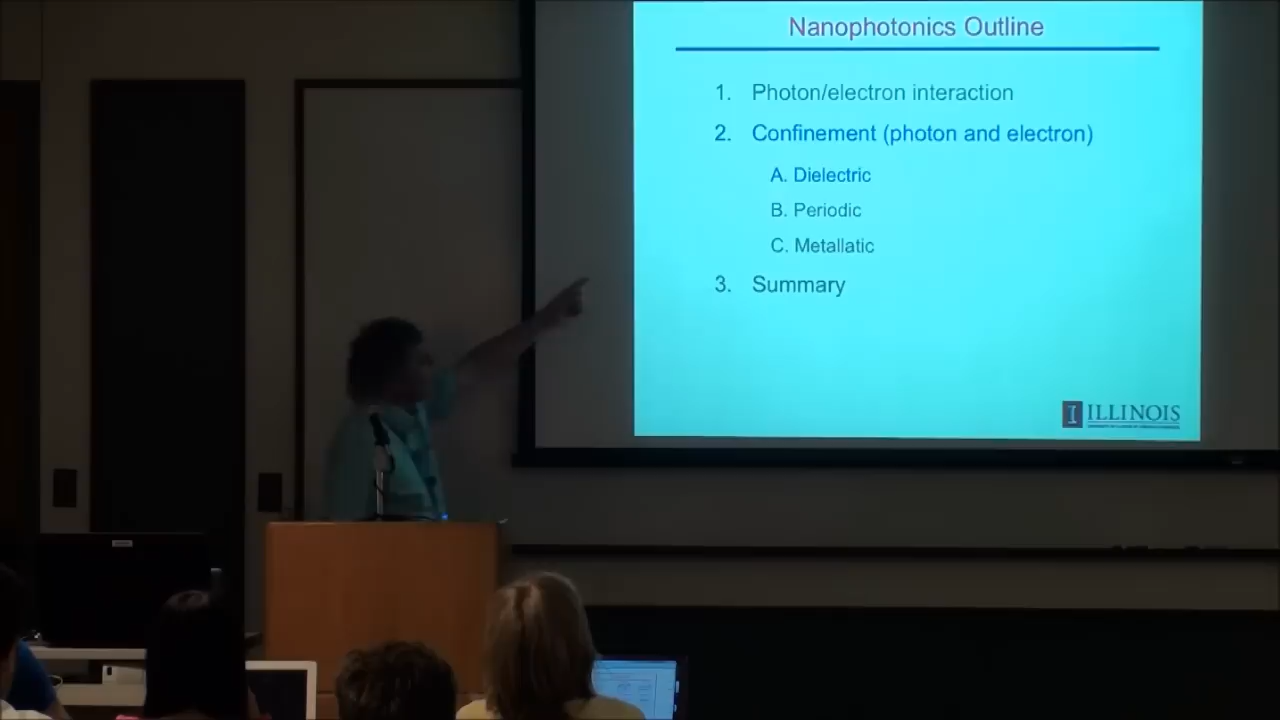 Nanophotonics Outline
1. Photon/electron interaction
2. Confinement (photon and electron)
A. Dielectric
B. Periodic
C. Metallatic
3. Summary
I ILLINOIS